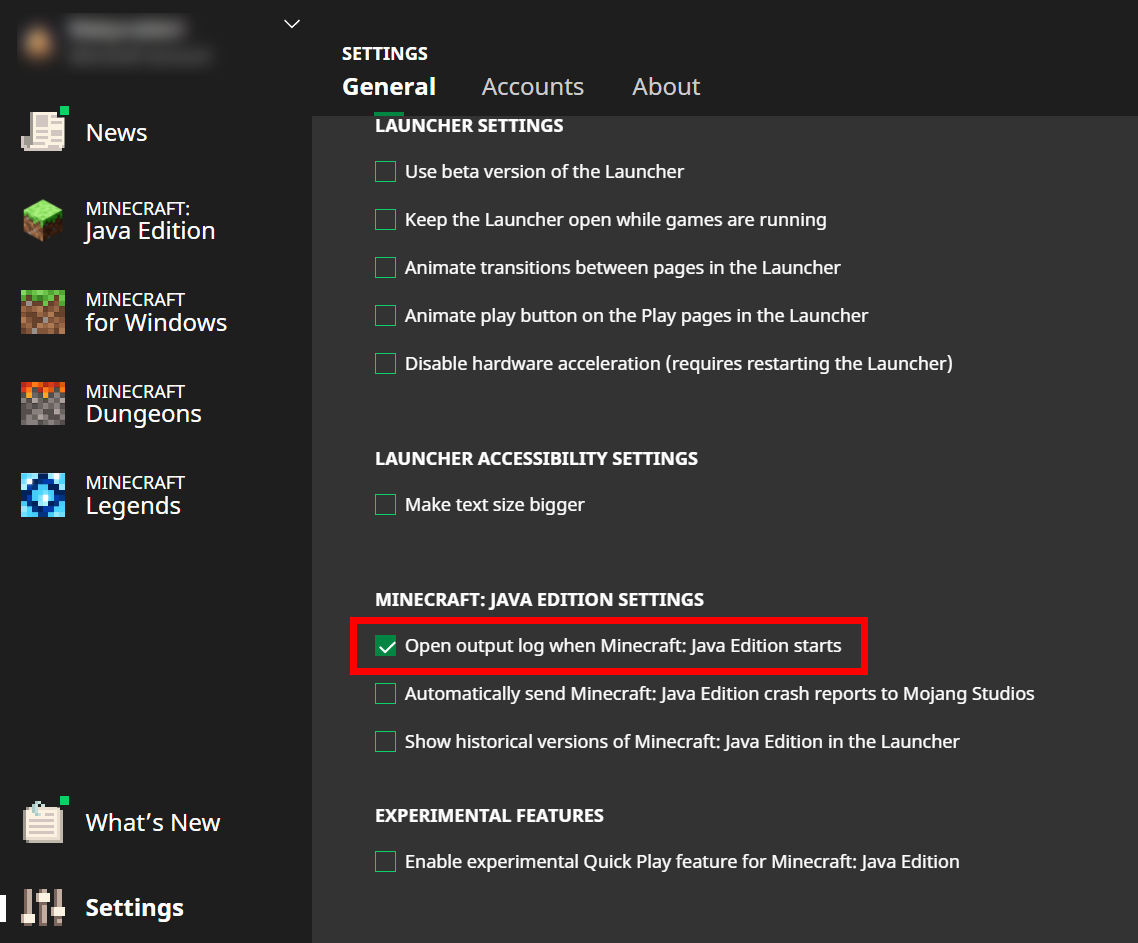 News
MINECRAFT:
Java Edition
MINECRAFT
for Windows
MINECRAFT
Dungeons
MINECRAFT
Legends
What's New
Settings
SETTINGS
General Accounts About
LAUNCHER SETTINGS
Use beta version of the Launcher
Keep the Launcher open while games are running
Animate transitions between pages in the Launcher
Animate play button on the Play pages in the Launcher
Disable hardware acceleration (requires restarting the Launcher)
LAUNCHER ACCESSIBILITY SETTINGS
Make text size bigger
MINECRAFT: JAVA EDITION SETTINGS
Open output log when Minecraft: Java Edition starts
Automatically send Minecraft: Java Edition crash reports to Mojang Studios
Show historical versions of Minecraft: Java Edition in the Launcher
EXPERIMENTAL FEATURES
Enable experimental Quick Play feature for Minecraft: Java Edition